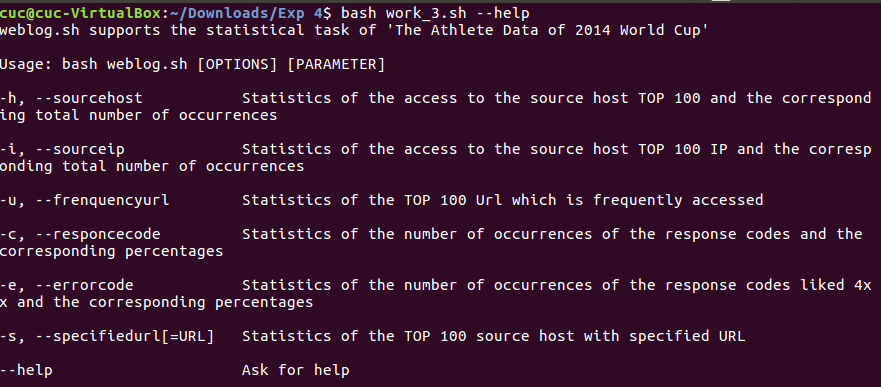 cuc@cuc-VirtualBox:~/Downloads/Exp 4$ bash work_3.sh --help
weblog.sh supports the statistical task of 'The Athlete Data of 2014 World Cup'
Usage: bash weblog.sh [OPTIONS] [PARAMETER]
-h, --sourcehost           Statistics of the access to the source host TOP 100 and the correspond
ing total number of occurrences
-i, --sourceip             Statistics of the access to the source host TOP 100 IP and the corresp
onding total number of occurrences
-u, --frenquencyurl        Statistics of the TOP 100 Url which is frequently accessed
-c, --responcecode         Statistics of the number of occurrences of the response codes and the
corresponding percentages
-e, --errorcode            Statistics of the number of occurrences of the response codes liked 4x
x and the corresponding percentages
-s, --specifiedurl[=URL]   Statistics of the TOP 100 source host with specified URL
--help                     Ask for help